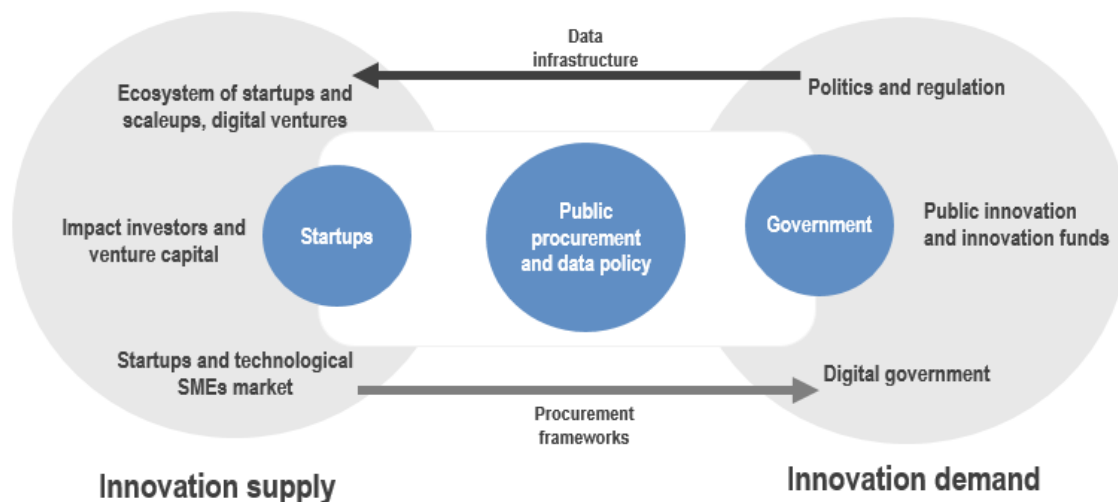 Data
infrastructure
Ecosystem of startups and
scaleups, digital ventures
Politics and regulation
Impact investors and
venture capital
Startups
Public
procurement
and data policy
Government
Public innovation
and innovation funds
Startups and technological
SMEs market
Digital government
Procurement
frameworks
Innovation supply
Innovation demand